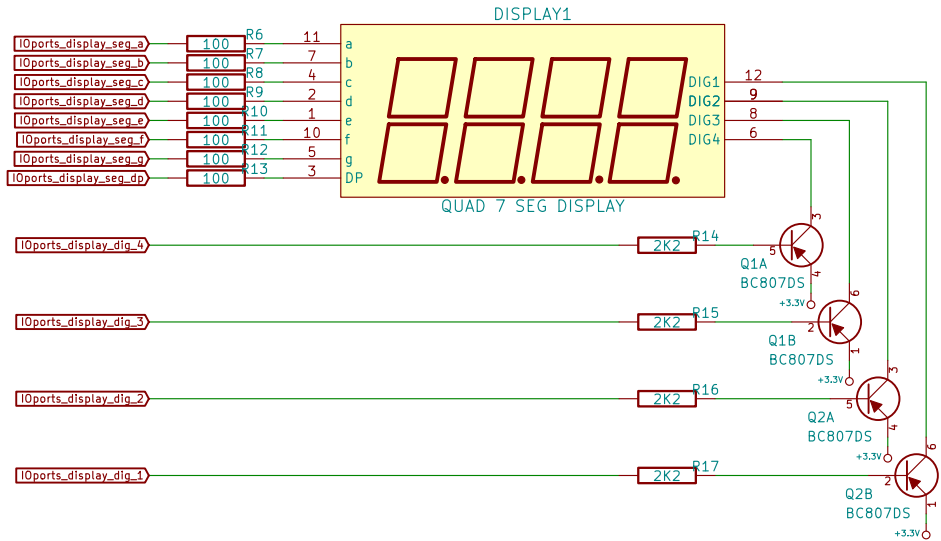 DISPLAY1
IOports_display_seg_a 100 R6 11 a
IOports_display_seg_b 100 R7 7 b
IOports_display_seg_c 100 R8 4 c DIG1 12
IOports_display_seg_d 100 R9 2 d DIG2 9
IOports_display_seg_e 100 R10 1 e DIG3 8
IOports_display_seg_f 100 R11 10 f DIG4 6
IOports_display_seg_g 100 R12 5 g
IOports_display_seg_dp 100 R13 3 DP
QUAD 7 SEG DISPLAY
IOports_display_dig_4 2K2 R14 5 3 4
Q1A
BC807DS
+3.3V
IOports_display_dig_3 2K2 R15 2 6 1
Q1B
BC807DS
+3.3V
IOports_display_dig_2 2K2 R16 5 3 4
Q2A
BC807DS
+3.3V
IOports_display_dig_1 2K2 R17 2 6 1
Q2B
BC807DS
+3.3V